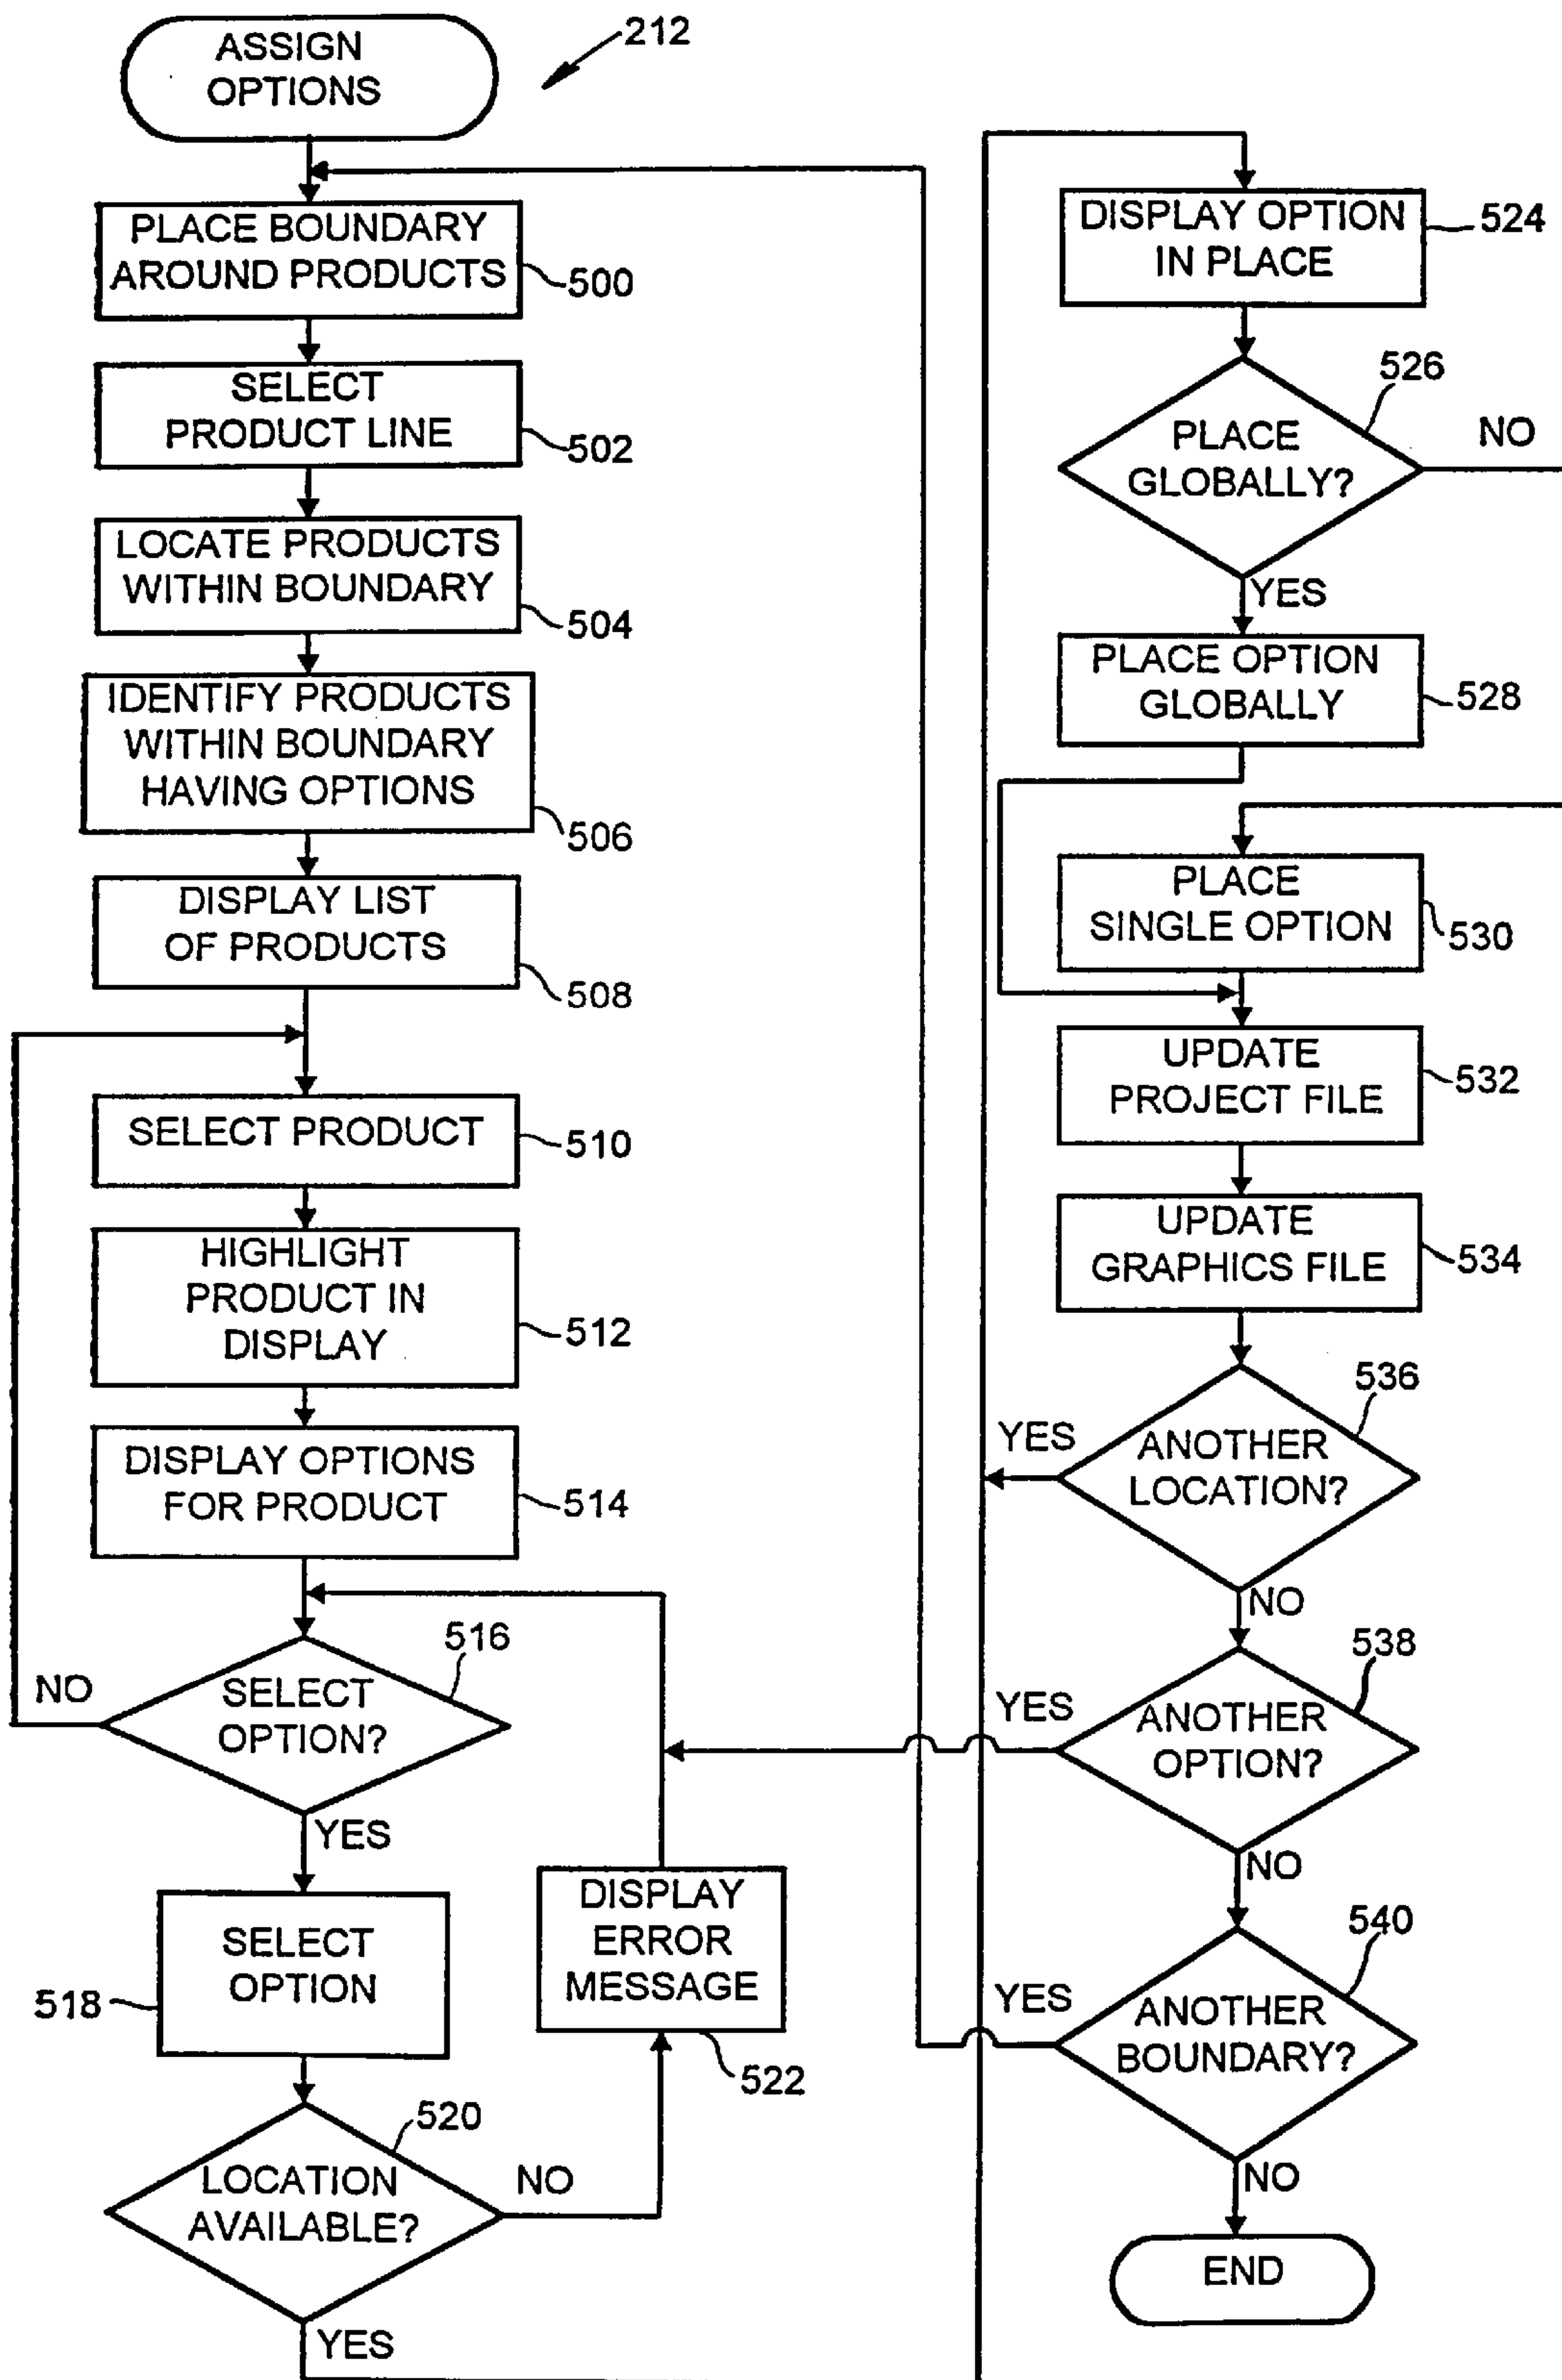 ASSIGN
OPTIONS
212
PLACE BOUNDARY
AROUND PRODUCTS
500
SELECT
PRODUCT LINE
502
LOCATE PRODUCTS
WITHIN BOUNDARY
504
IDENTIFY PRODUCTS
WITHIN BOUNDARY
HAVING OPTIONS
506
DISPLAY LIST
OF PRODUCTS
508
SELECT PRODUCT
510
HIGHLIGHT
PRODUCT IN
DISPLAY
512
DISPLAY OPTIONS
FOR PRODUCT
514
516
SELECT
OPTION?
NO
YES
SELECT
OPTION
518
520
LOCATION
AVAILABLE?
NO
YES
DISPLAY
ERROR
MESSAGE
522
DISPLAY OPTION
IN PLACE
524
526
PLACE
GLOBALLY?
NO
YES
PLACE OPTION
GLOBALLY
528
PLACE
SINGLE OPTION
530
UPDATE
PROJECT FILE
532
UPDATE
GRAPHICS FILE
534
536
YES
ANOTHER
LOCATION?
NO
538
YES
ANOTHER
OPTION?
NO
540
YES
ANOTHER
BOUNDARY?
NO
END